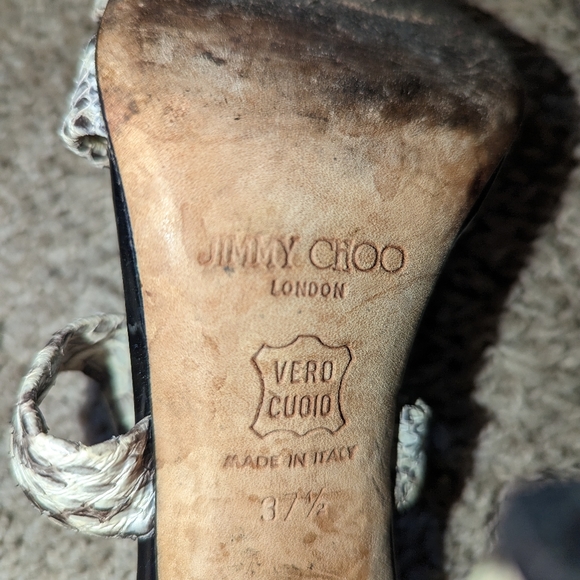 JIMMY CHOO
LONDON
VERO
CUOIO
MADE IN ITALY
37½